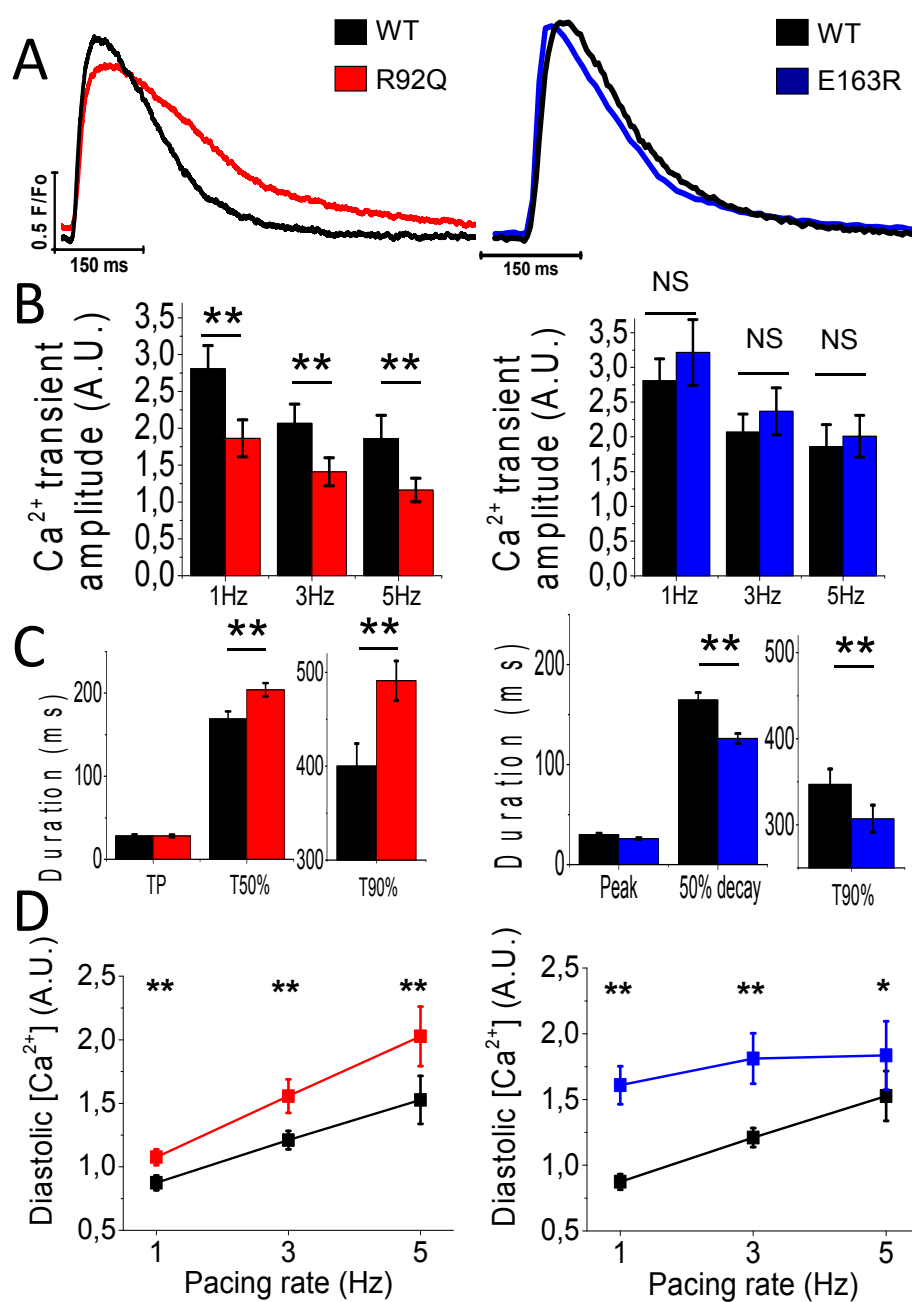 A
WT
R92Q
0.5 F/Fo
150 ms
WT
E163R
150 ms
B
Ca2+ transient
amplitude (A.U.)
3,5
3,0
2,5
2,0
1,5
1,0
0,5
0,0
**
**
**
1Hz
3Hz
5Hz
Ca2+ transient
amplitude (A.U.)
3,5
3,0
2,5
2,0
1,5
1,0
0,5
0,0
NS
NS
NS
1Hz
3Hz
5Hz
C
Duration (ms)
200
100
0
**
TP
T50%
500
400
300
**
T90%
Duration (ms)
200
100
0
**
Peak
50% decay
500
400
300
**
T90%
D
Diastolic [Ca2+] (A.U.)
2,5
2,0
1,5
1,0
0,5
**
**
**
1
3
5
Pacing rate (Hz)
Diastolic [Ca2+] (A.U.)
2,5
2,0
1,5
1,0
0,5
**
**
*
1
3
5
Pacing rate (Hz)